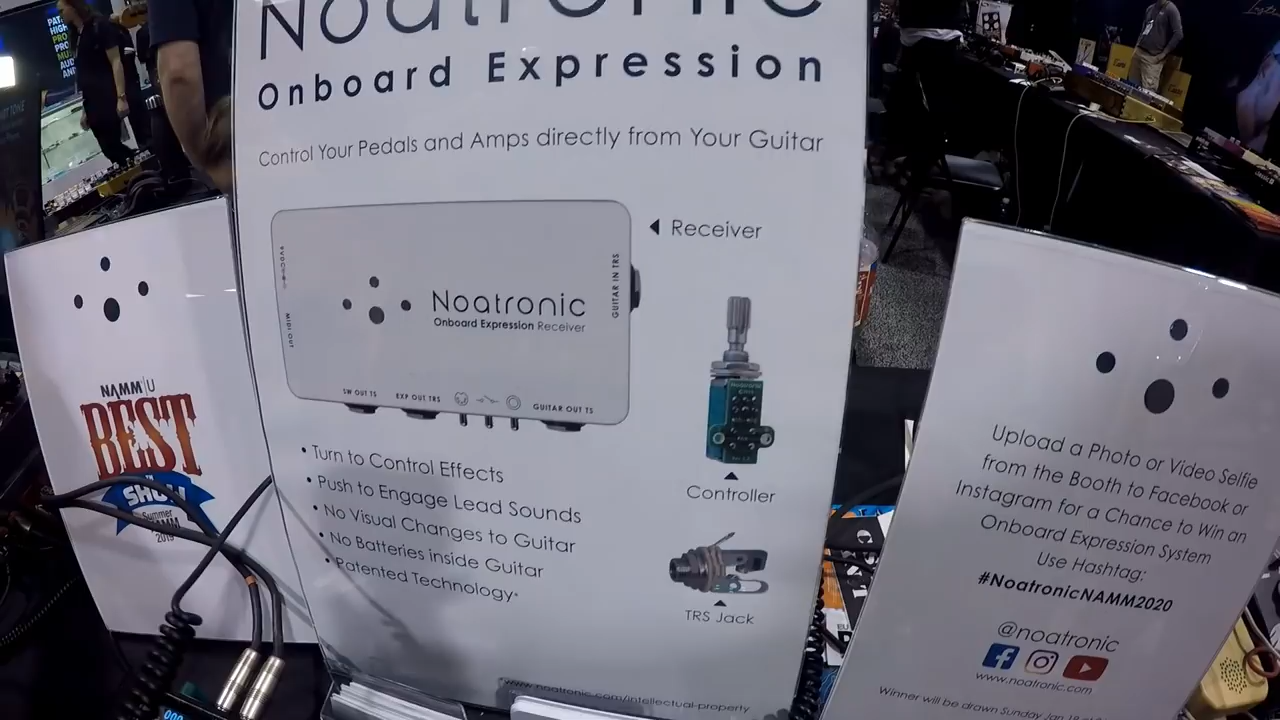 Noatronic
Onboard Expression
Control Your Pedals and Amps directly from Your Guitar
Receiver
MIDI OUT
GUITAR IN TRS
Noatronic
Onboard Expression Receiver
SW OUT TS
EXP OUT TRS
GUITAR OUT TS
• Turn to Control Effects
• Push to Engage Lead Sounds
• No Visual Changes to Guitar
• No Batteries inside Guitar
• Patented Technology*
Controller
TRS Jack
www.noatronic.com/intellectual-property
NAMM U
BEST
SHOW
Summer
NAMM
2019
Upload a Photo or Video Selfie
from the Booth to Facebook or
Instagram for a Chance to Win an
Onboard Expression System
Use Hashtag:
#NoatronicNAMM2020
@noatronic
www.noatronic.com
Winner will be drawn Sunday Jan 19